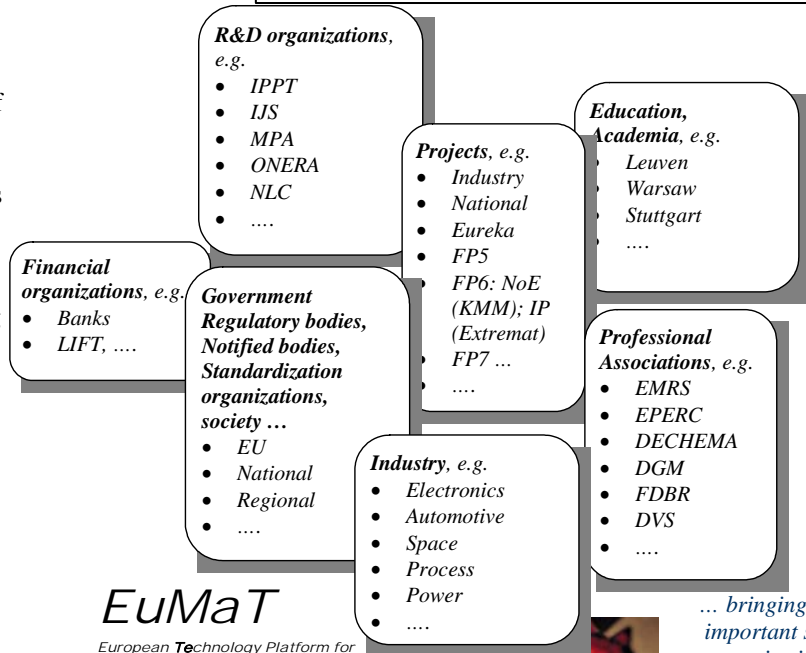 R&D organizations,
e.g.
• IPPT
• IJS
• MPA
• ONERA
• NLC
• ….
Education,
Academia, e.g.
• Leuven
• Warsaw
• Stuttgart
• ….
Projects, e.g.
• Industry
• National
• Eureka
• FP5
• FP6: NoE
(KMM); IP
(Extremat)
• FP7 ...
• ….
Financial
organizations, e.g.
• Banks
• LIFT, ….
Government
Regulatory bodies,
Notified bodies,
Standardization
organizations,
society …
• EU
• National
• Regional
• ….
Professional
Associations, e.g.
• EMRS
• EPERC
• DECHEMA
• DGM
• FDBR
• DVS
• ….
Industry, e.g.
• Electronics
• Automotive
• Space
• Process
• Power
• ….
EuMaT
European Technology Platform for
... bringing
important s